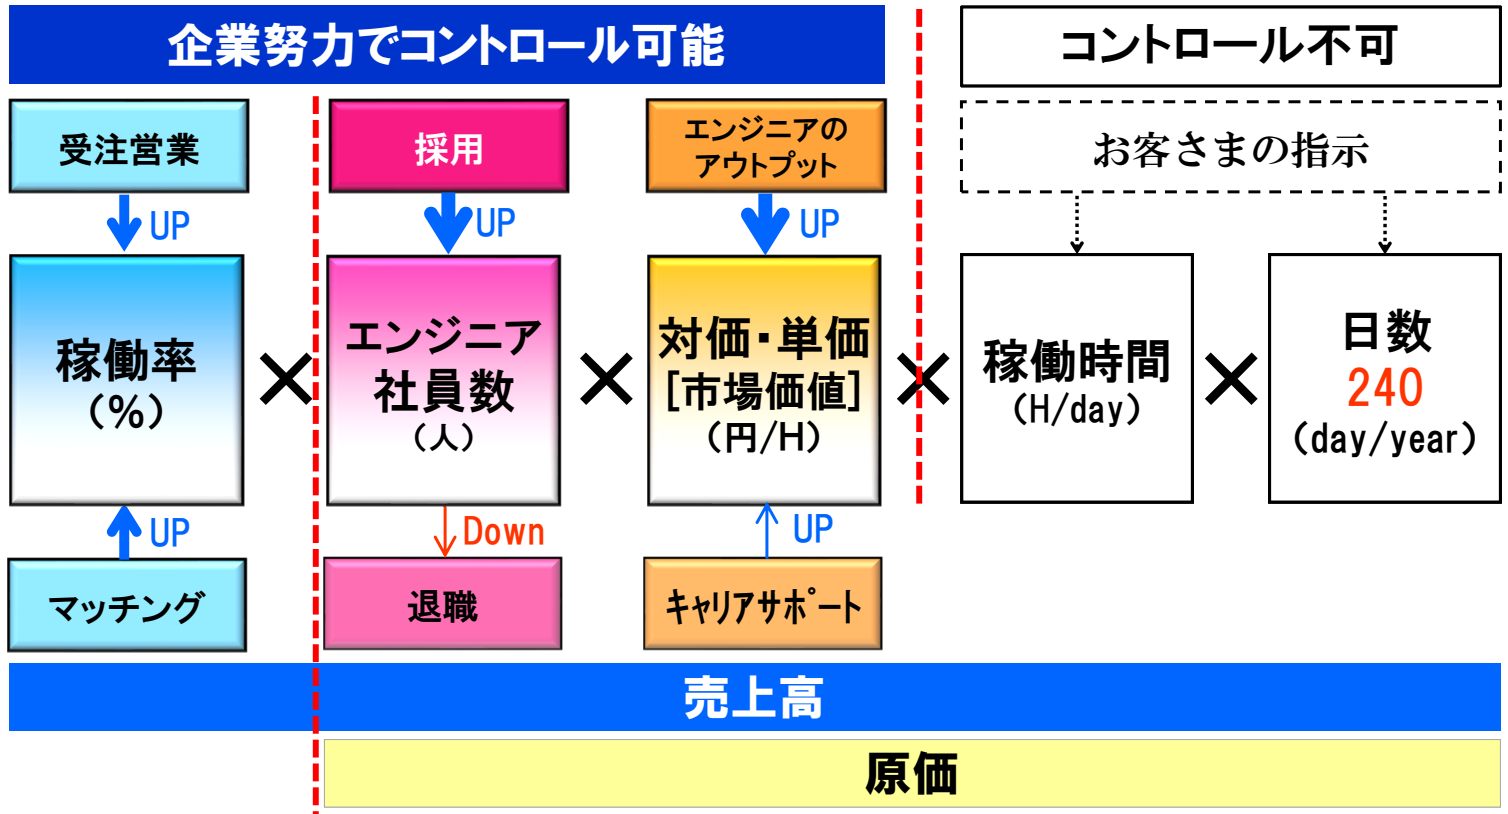 企業努力でコントロール可能
コントロール不可
受注営業
採用
エンジニアの
アウトプット
お客さまの指示
UP
UP
UP
稼働率
(%)
×
エンジニア
社員数
(人)
×
対価・単価
[市場価値]
(円/H)
×
稼働時間
(H/day)
×
日数
240
(day/year)
UP
Down
UP
マッチング
退職
ｷｬﾘｱｻﾎﾟｰﾄ
売上高
原価